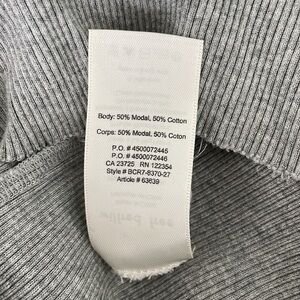 Body: 50% Modal, 50% Cotton
Corps: 50% Modal, 50% Coton
P.O. # 4500072445
P.O. # 4500072446
CA 23725 RN 122354
Style # BCR7-8370-27
Article # 63639